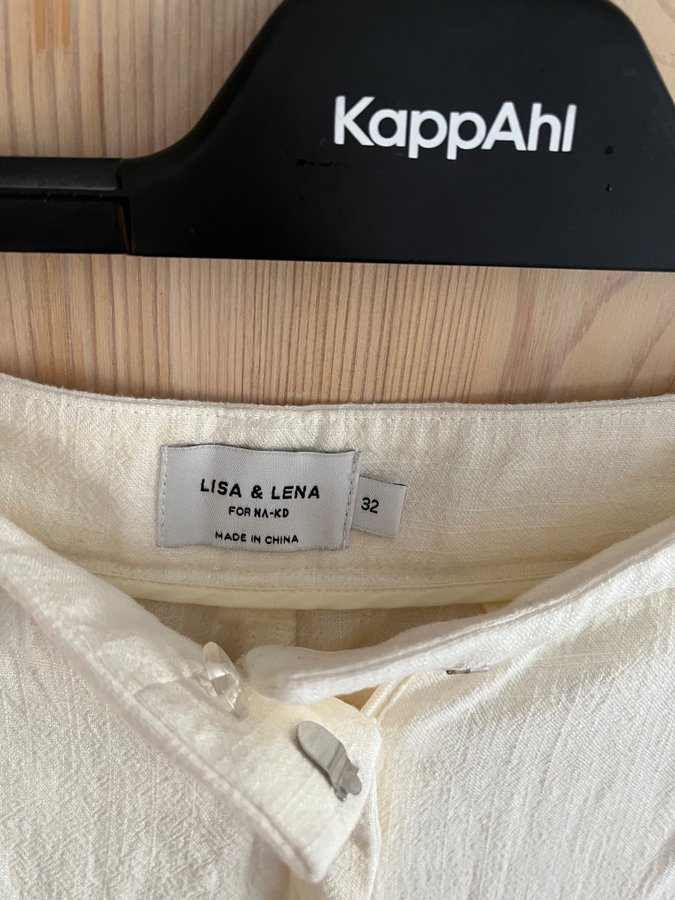 KappAhl
LISA & LENA
FOR NA-KD
MADE IN CHINA
32